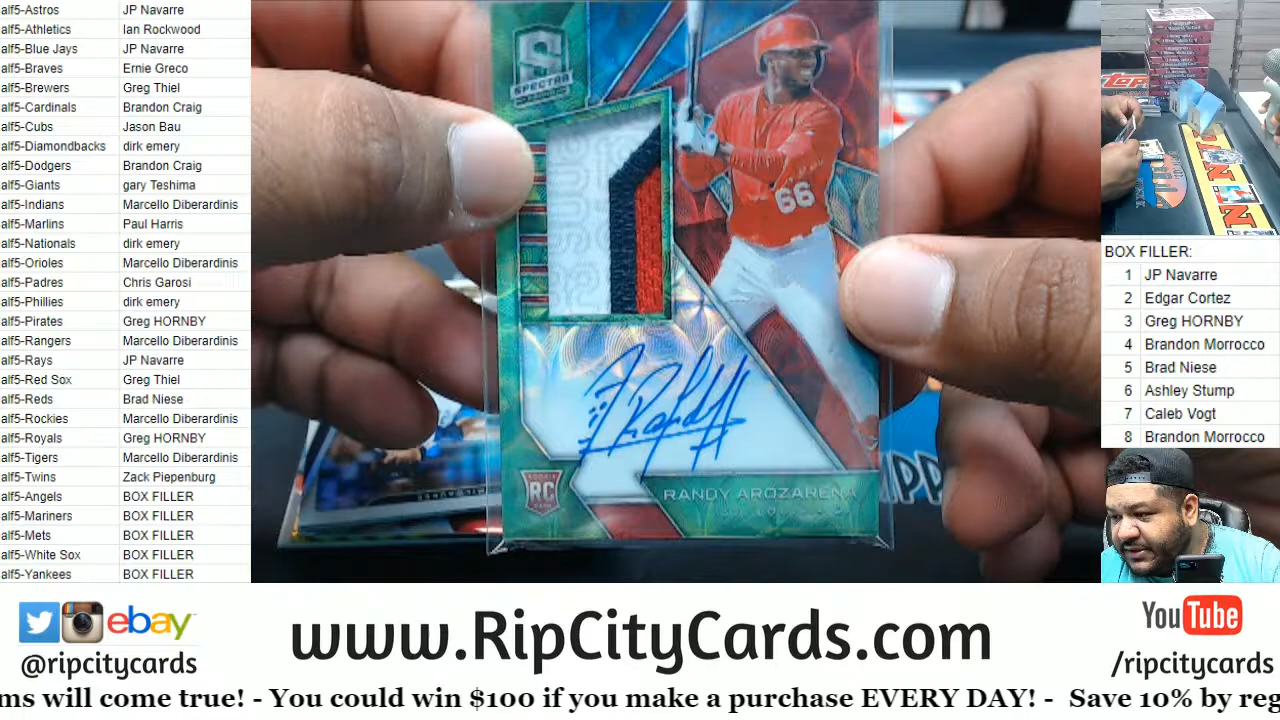 alf5-Astros JP Navarre
alf5-Athletics Ian Rockwood
alf5-Blue Jays JP Navarre
alf5-Braves Ernie Greco
alf5-Brewers Greg Thiel
alf5-Cardinals Brandon Craig
alf5-Cubs Jason Bau
alf5-Diamondbacks dirk emery
alf5-Dodgers Brandon Craig
alf5-Giants gary Teshima
alf5-Indians Marcello Diberardinis
alf5-Marlins Paul Harris
alf5-Nationals dirk emery
alf5-Orioles Marcello Diberardinis
alf5-Padres Chris Garosi
alf5-Phillies dirk emery
alf5-Pirates Greg HORNBY
alf5-Rangers Marcello Diberardinis
alf5-Rays JP Navarre
alf5-Red Sox Greg Thiel
alf5-Reds Brad Niese
alf5-Rockies Marcello Diberardinis
alf5-Royals Greg HORNBY
alf5-Tigers Marcello Diberardinis
alf5-Twins Zack Piepenburg
alf5-Angels BOX FILLER
alf5-Mariners BOX FILLER
alf5-Mets BOX FILLER
alf5-White Sox BOX FILLER
alf5-Yankees BOX FILLER
S
SPECTRA
66
RC
RANDY AROZARENA
topps
BOX FILLER:
1 JP Navarre
2 Edgar Cortez
3 Greg HORNBY
4 Brandon Morrocco
5 Brad Niese
6 Ashley Stump
7 Caleb Vogt
8 Brandon Morrocco
ebay
@ripcitycards
www.RipCityCards.com
YouTube
/ripcitycards
ms will come true! - You could win $100 if you make a purchase EVERY DAY! - Save 10% by reg